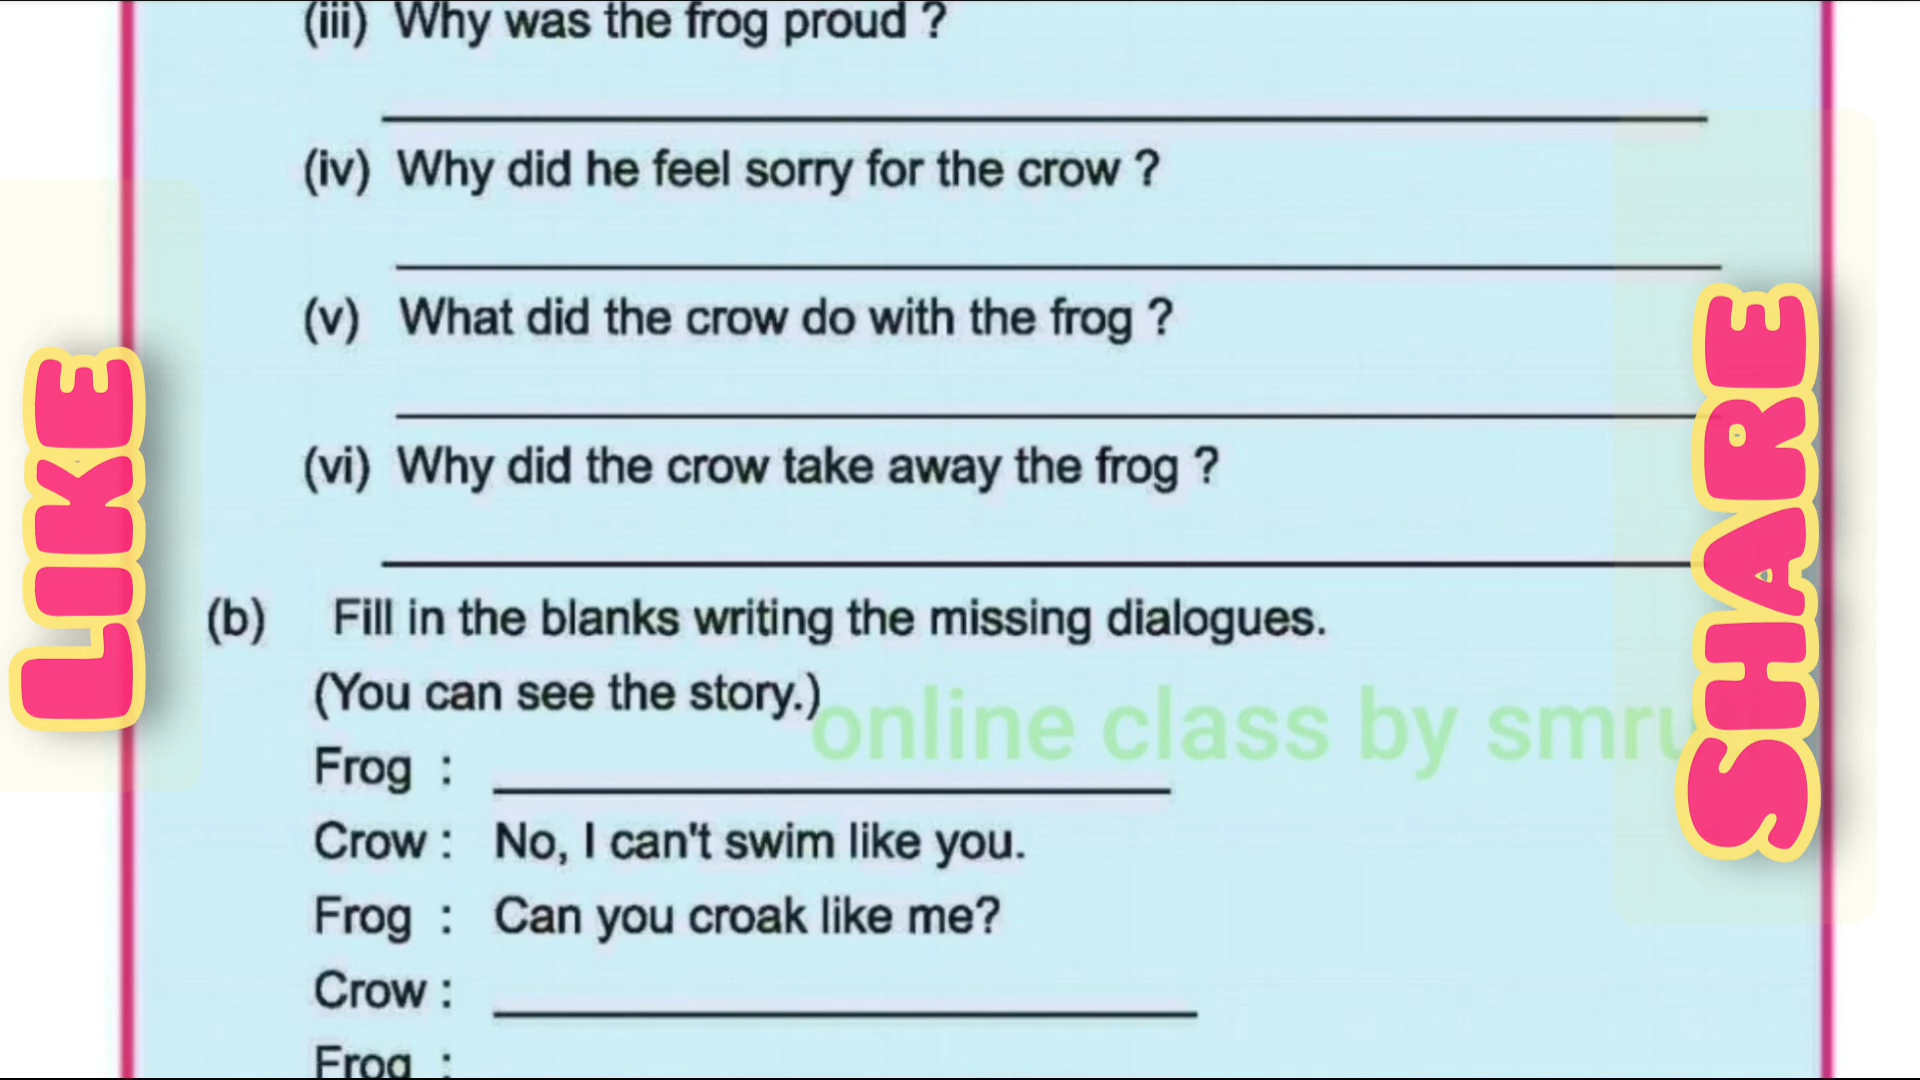 (iii) Why was the frog proud ?
(iv) Why did he feel sorry for the crow ?
(v) What did the crow do with the frog ?
(vi) Why did the crow take away the frog ?
(b) Fill in the blanks writing the missing dialogues.
(You can see the story.)
online class by smru
Frog :
Crow : No, I can't swim like you.
Frog : Can you croak like me?
Crow :
Frog :
LIKE
SHARE